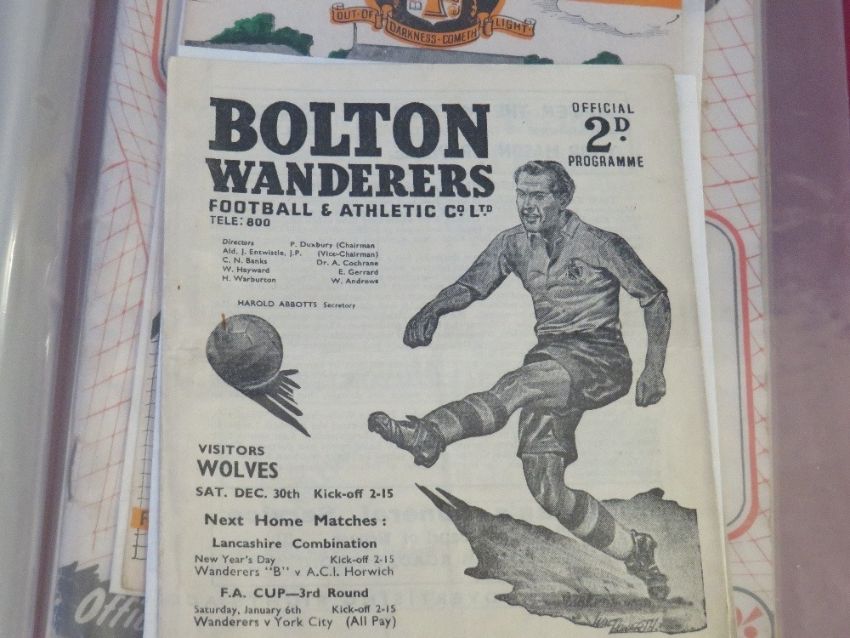 OUT OF DARKNESS COMETH LIGHT
BOLTON
WANDERERS
FOOTBALL & ATHLETIC Cº LTD
TELE: 800
OFFICIAL
2D.
PROGRAMME
Directors P. Duxbury (Chairman
Ald. J. Entwistle, J.P. (Vice-Chairman)
C. N. Banks Dr. A. Cochrane
W. Hayward E. Gerrard
H. Warburton W. Andrews
HAROLD ABBOTTS Secretary
VISITORS
WOLVES
SAT. DEC. 30th Kick-off 2-15
Next Home Matches :
Lancashire Combination
New Year's Day Kick-off 2-15
Wanderers "B" v A.C.I. Horwich
F.A. CUP—3rd Round
Saturday, January 6th Kick-off 2-15
Wanderers v York City (All Pay)